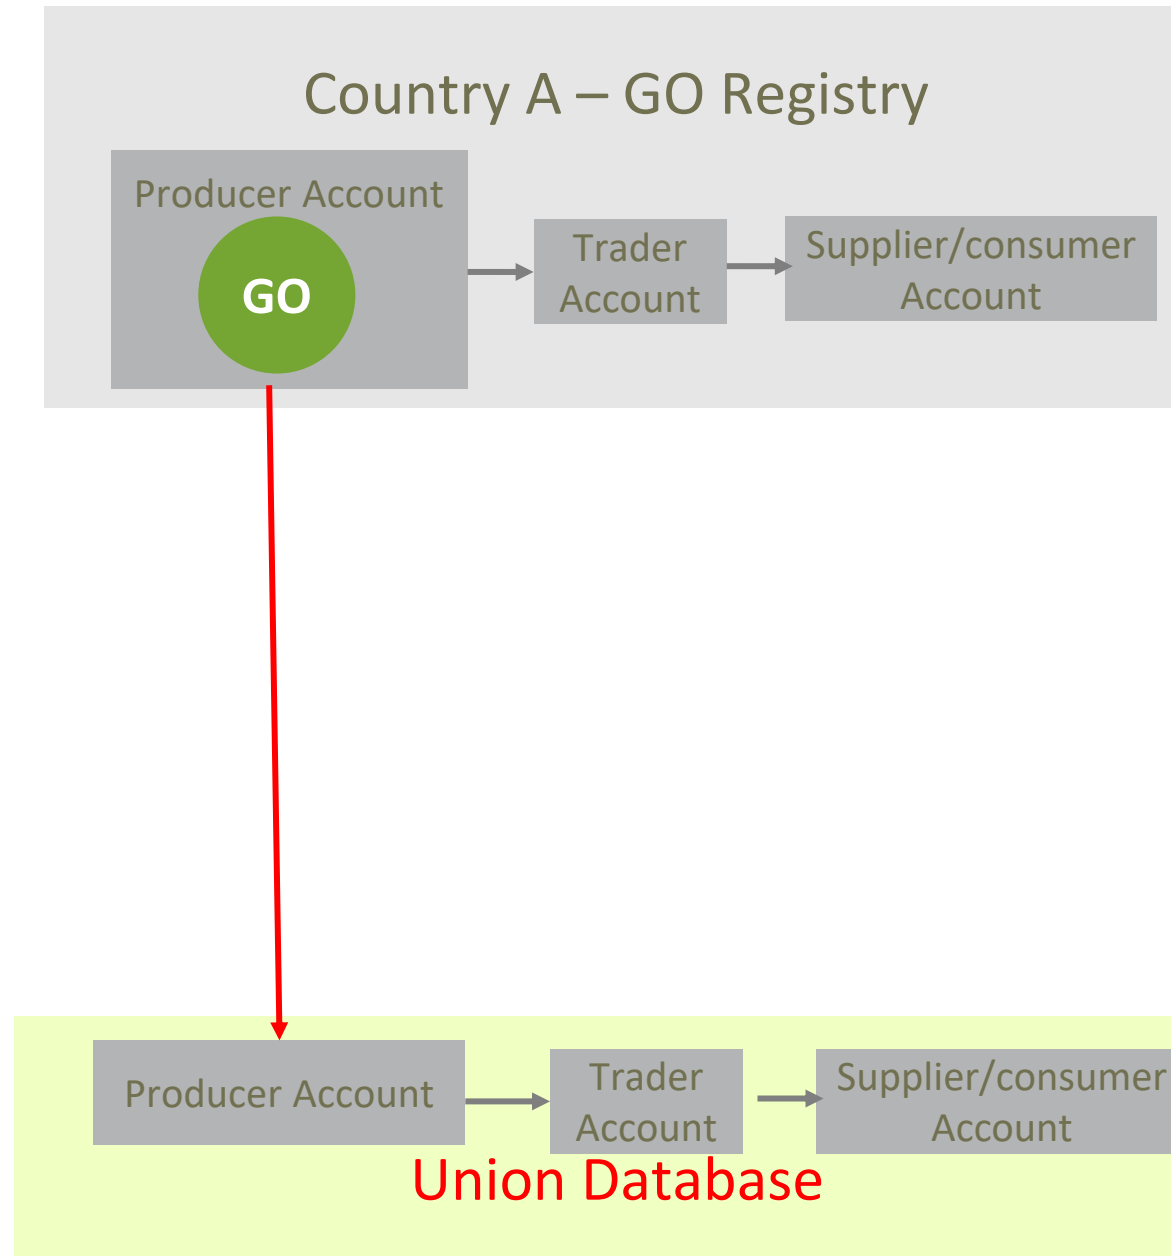 Country A – GO Registry
Producer Account
GO
Trader
Account
Supplier/consumer
Account
Producer Account
Trader
Account
Supplier/consumer
Account
Union Database